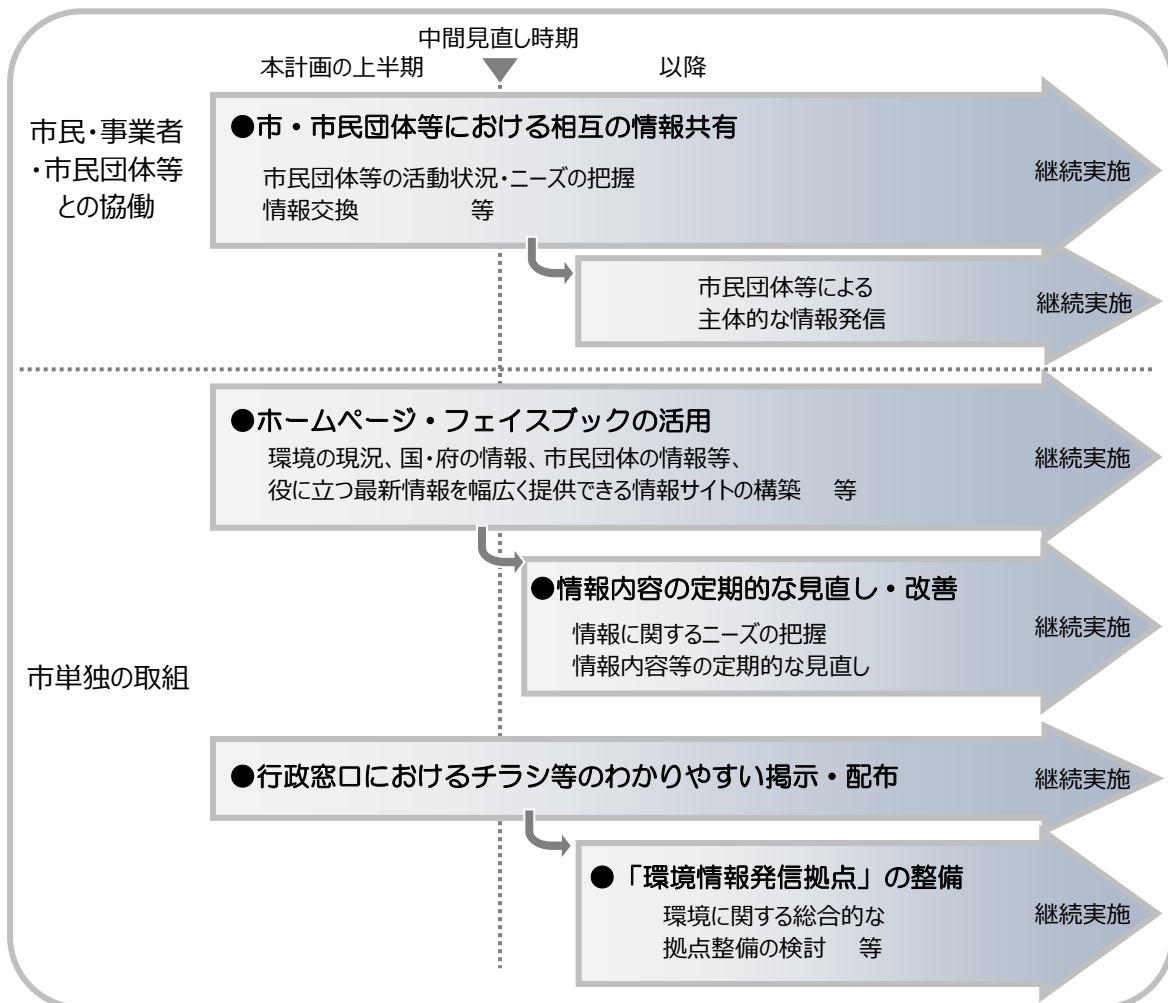 中間見直し時期
本計画の上半期
以降
市民・事業者
・市民団体等
との協働
●市・市民団体等における相互の情報共有
市民団体等の活動状況・ニーズの把握
情報交換 等
継続実施
市民団体等による
主体的な情報発信
継続実施
市単独の取組
●ホームページ・フェイスブックの活用
環境の現況、国・府の情報、市民団体の情報等、
役に立つ最新情報を幅広く提供できる情報サイトの構築 等
継続実施
●情報内容の定期的な見直し・改善
情報に関するニーズの把握
情報内容等の定期的な見直し
継続実施
●行政窓口におけるチラシ等のわかりやすい掲示・配布
継続実施
●「環境情報発信拠点」の整備
環境に関する総合的な
拠点整備の検討 等
継続実施